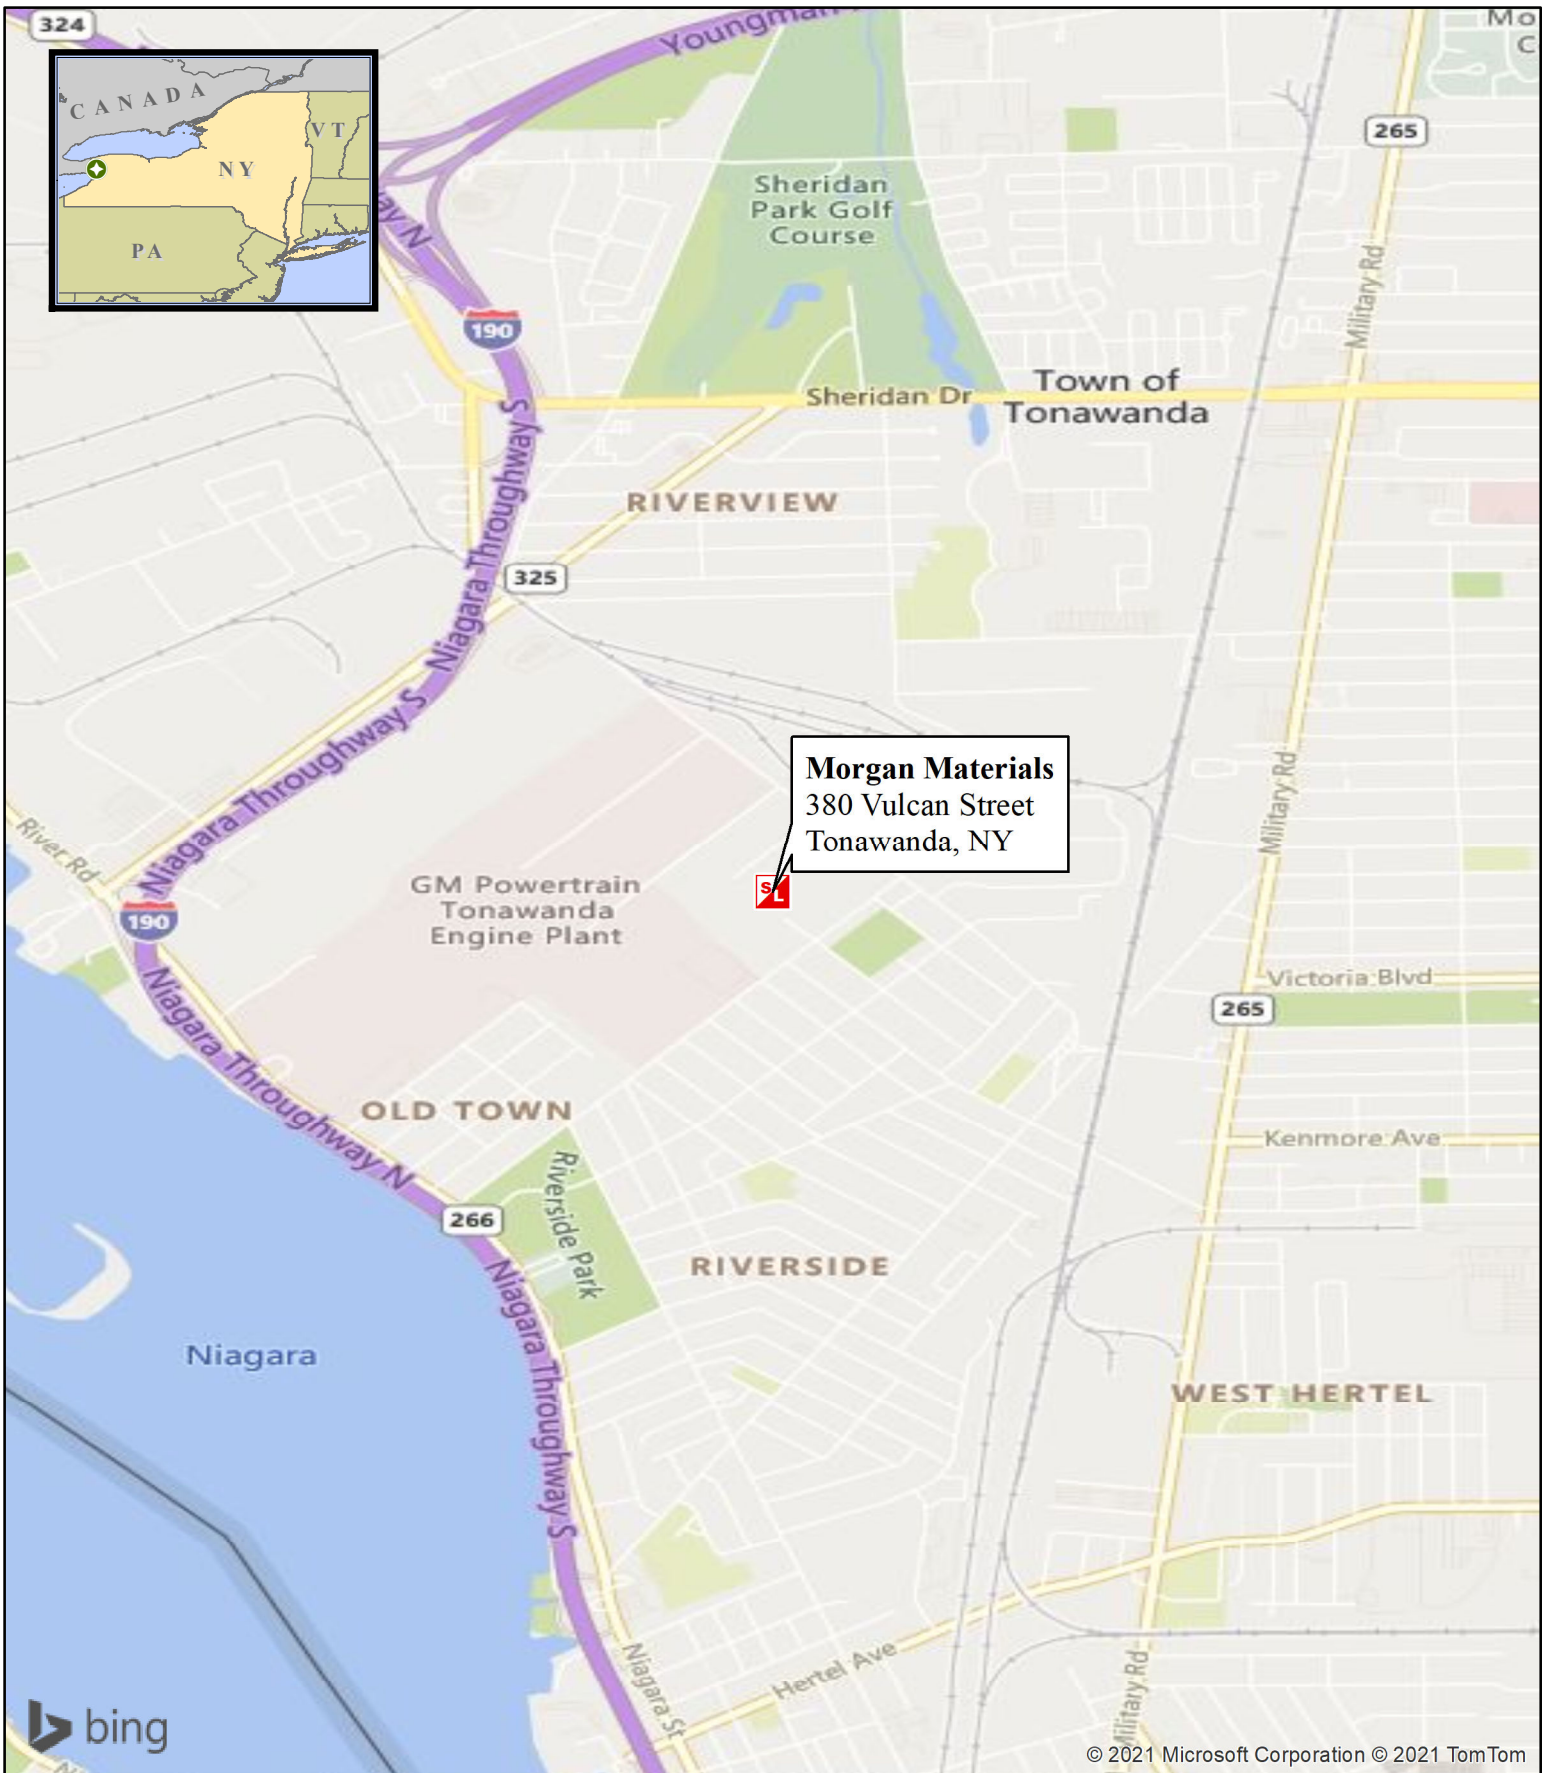 324
Youngman
Mo
C
CANADA
VT
NY
PA
265
ay N
Sheridan
Park Golf
Course
190
Military Rd
Sheridan Dr
Town of
Tonawanda
Niagara Throughway S
RIVERVIEW
325
Niagara Throughway S
Morgan Materials
380 Vulcan Street
Tonawanda, NY
Military Rd
River Rd
SL
GM Powertrain
Tonawanda
Engine Plant
190
Victoria Blvd
265
Niagara Throughway N
OLD TOWN
Kenmore Ave
Riverside Park
266
RIVERSIDE
Niagara
Niagara Throughway S
WEST HERTEL
Niagara St
Hertel Ave
Military Rd
bing
© 2021 Microsoft Corporation © 2021 TomTom